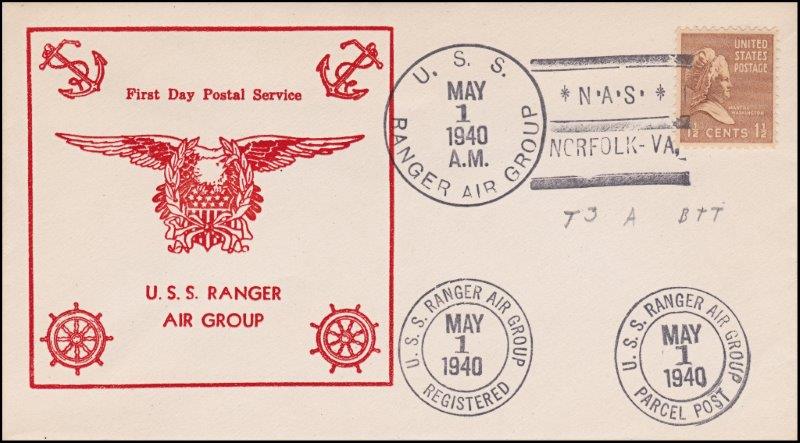 First Day Postal Service
U. S. S. RANGER
AIR GROUP
U. S. S.
MAY
1
1940
A.M.
RANGER AIR GROUP
* N·A·S· *
NORFOLK-VA.
UNITED
STATES
POSTAGE
MARTHA
WASHINGTON
1½ CENTS 1½
T3 A BTT
U. S. S. RANGER AIR GROUP
MAY
1
1940
REGISTERED
U. S. S. RANGER AIR GROUP
MAY
1
1940
PARCEL POST